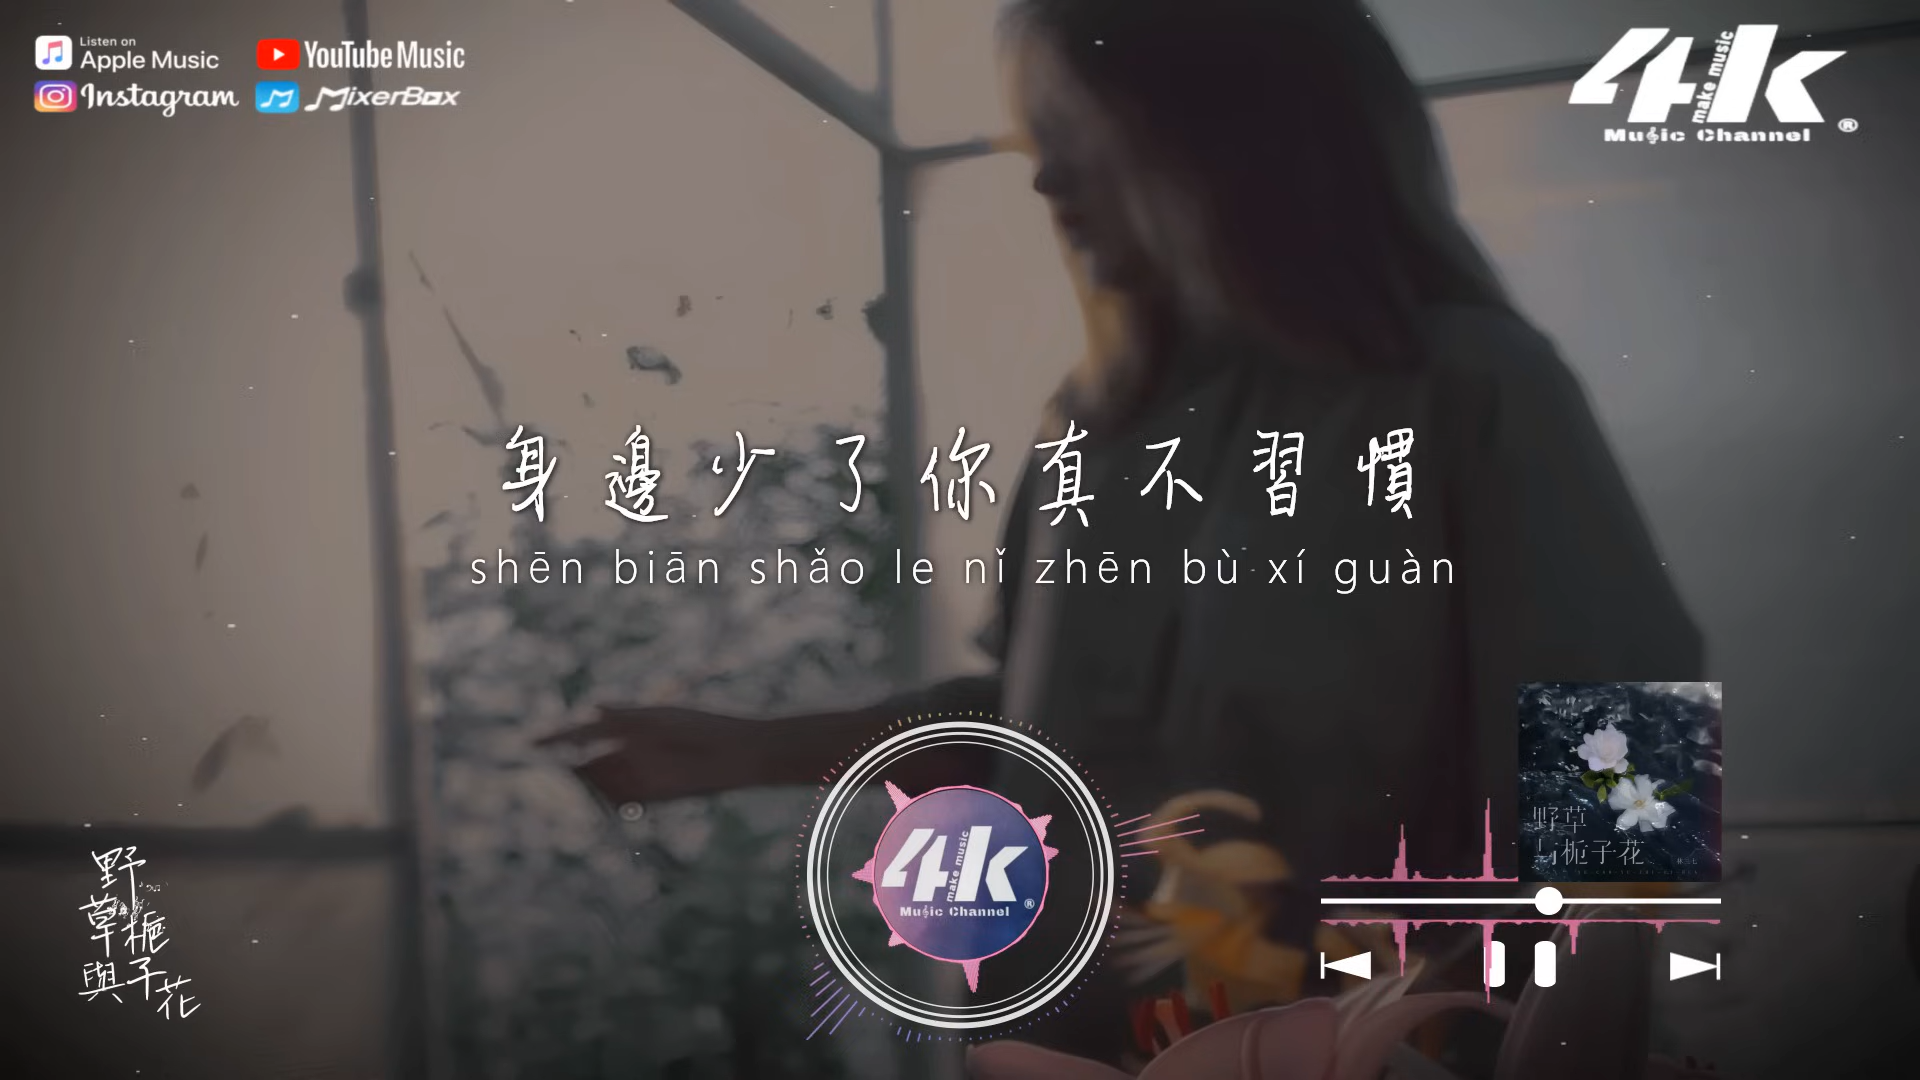 Listen on
Apple Music
YouTube Music
Instagram
MixerBox
4k
make music
Music Channel ®
身邊少了你真不習慣
shēn biān shǎo le nǐ zhēn bù xí guàn
野草
与栀子花
4k
make music
Music Channel ®
野草與梔子花